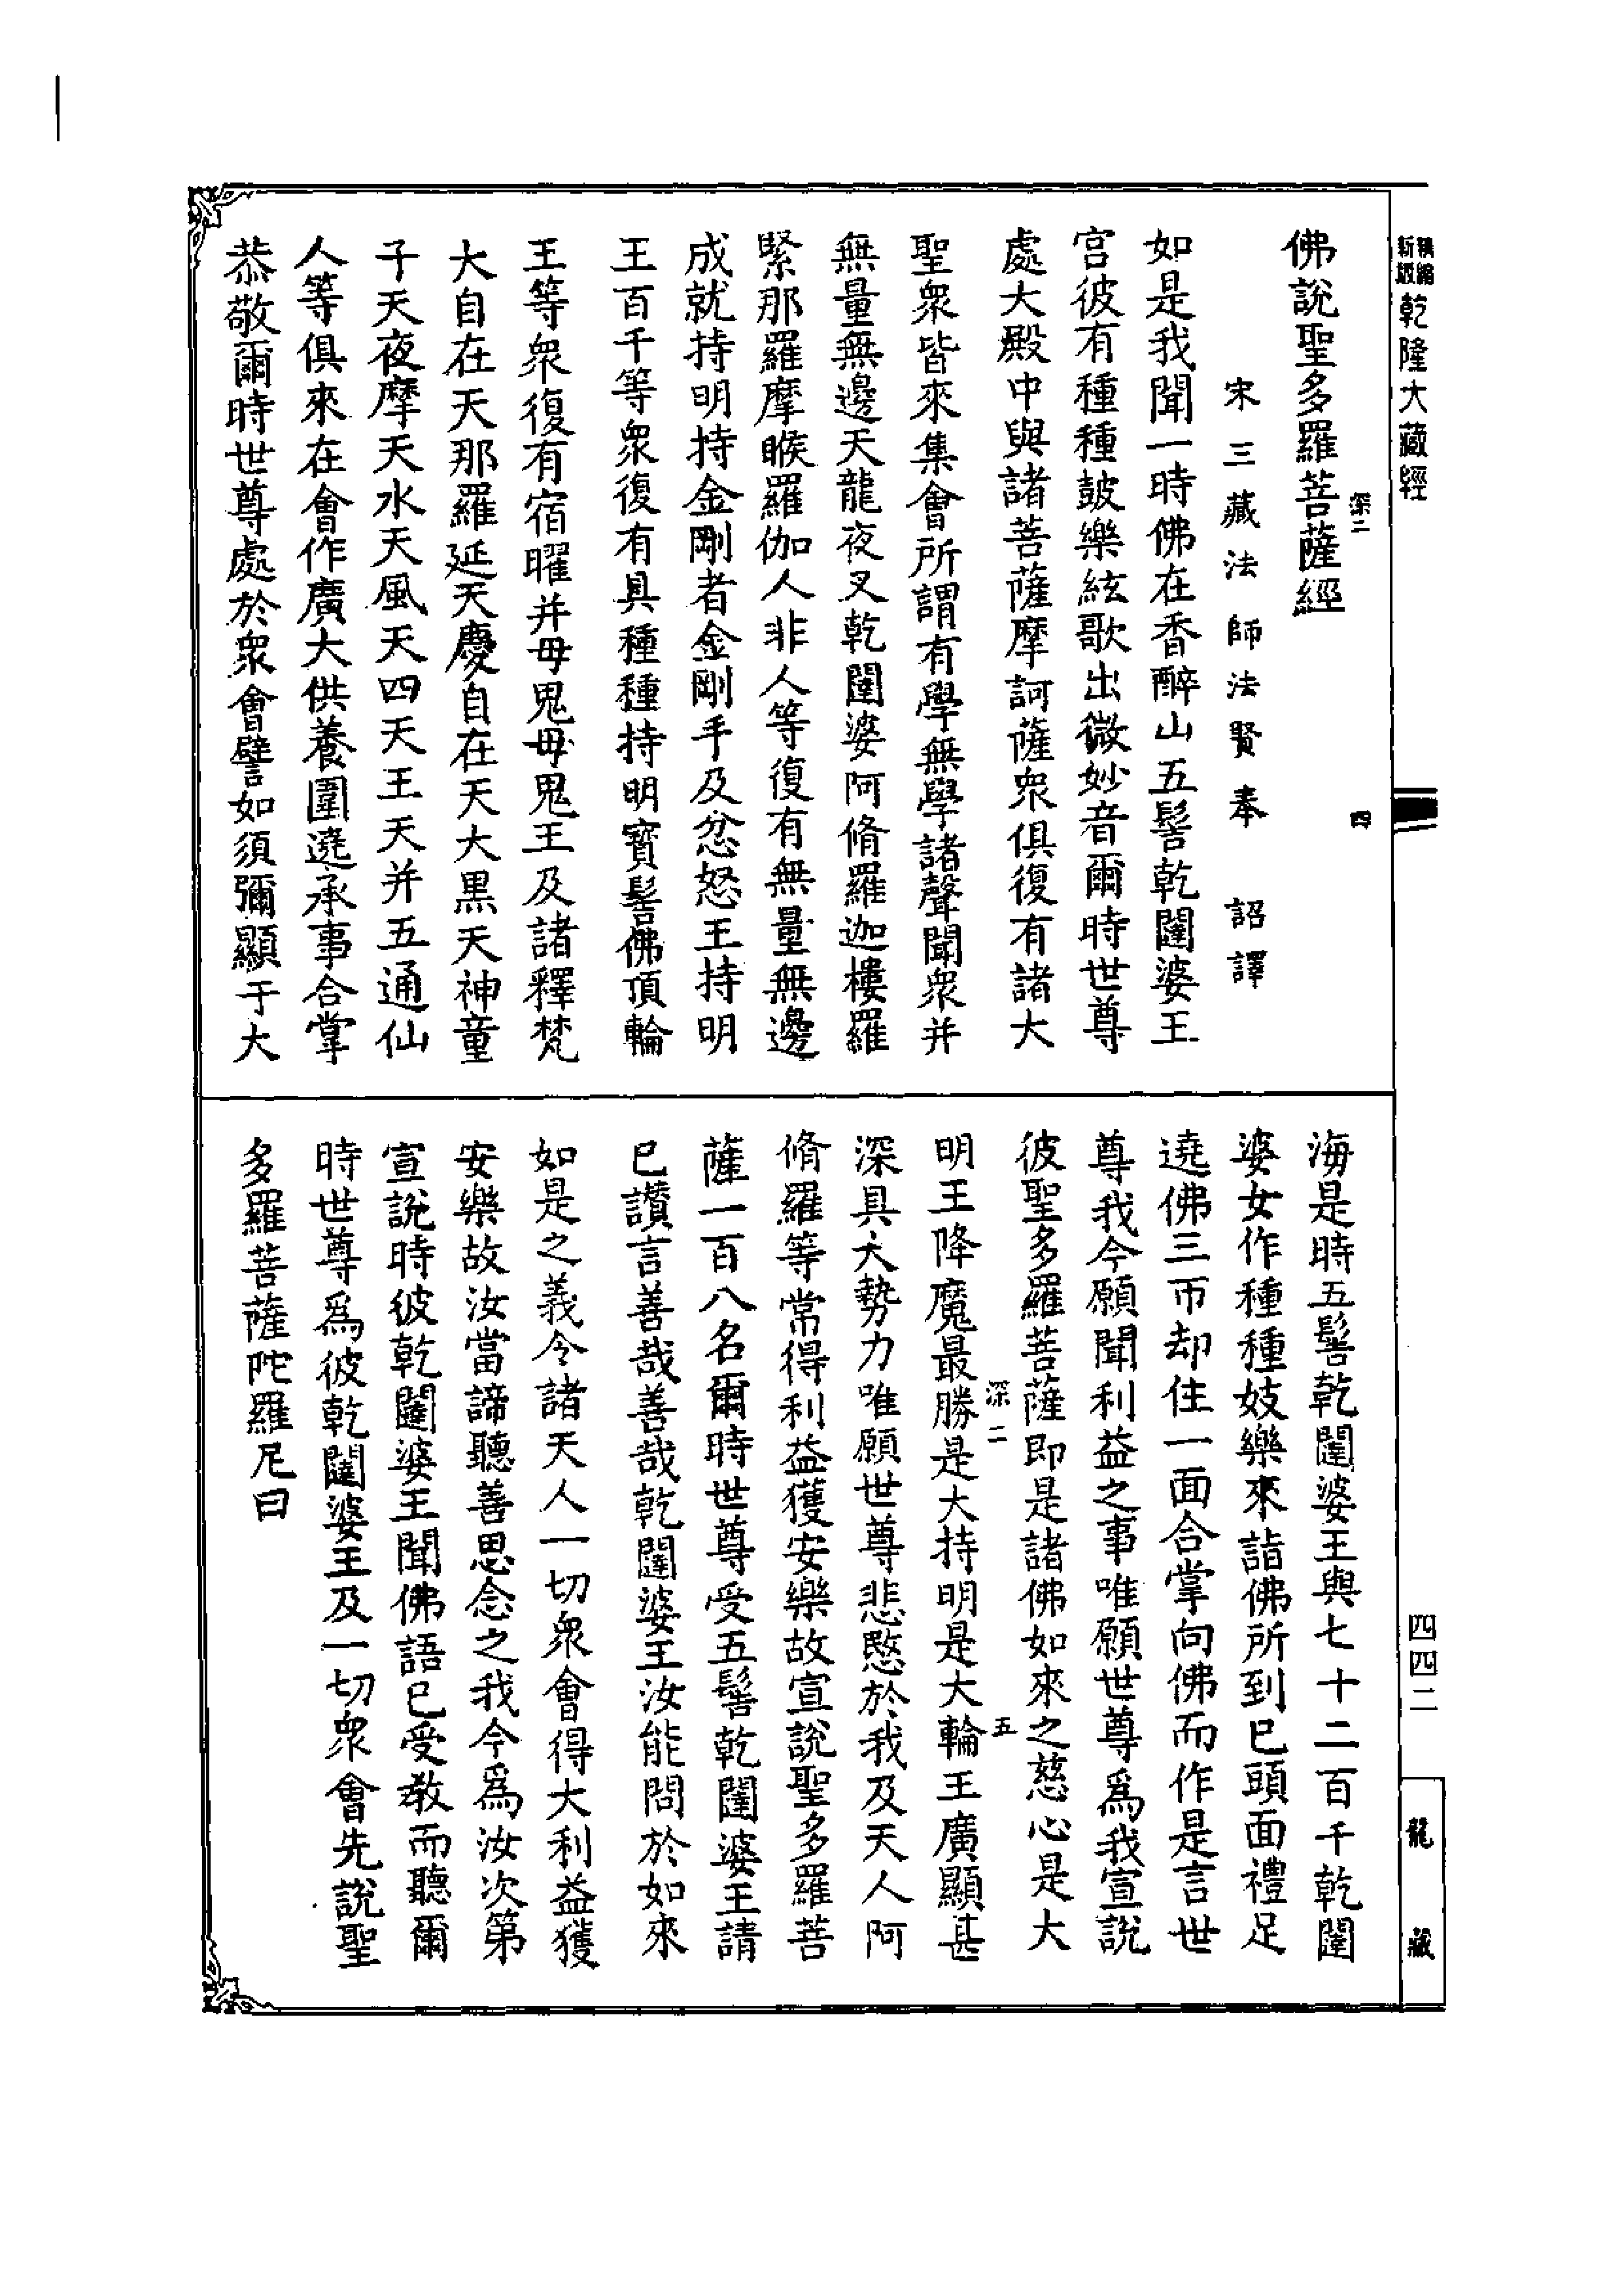 新版精編乾隆大藏經
深二
四
佛說聖多羅菩薩經
宋三藏法師法賢奉 詔譯
如是我聞一時佛在香醉山五髻乾闥婆王
宮彼有種種鼓樂絃歌出微妙音爾時世尊
處大殿中與諸菩薩摩訶薩衆俱復有諸大
聖衆皆來集會所謂有學無學諸聲聞衆并
無量無邊天龍夜叉乾闥婆阿脩羅迦樓羅
緊那羅摩睺羅伽人非人等復有無量無邊
成就持明持金剛者金剛手及忿怒王持明
王百千等衆復有具種種持明寶髻佛頂輪
王等衆復有宿曜并母鬼母鬼王及諸釋梵
大自在天那羅延天慶自在天大黑天神童
子天夜摩天水天風天四天王天并五通仙
人等俱來在會作廣大供養圍遶承事合掌
恭敬爾時世尊處於衆會譬如須彌顯于大
海是時五髻乾闥婆王與七十二百千乾闥
婆女作種種妓樂來詣佛所到已頭面禮足
遶佛三帀却住一面合掌向佛而作是言世
尊我今願聞利益之事唯願世尊爲我宣說
彼聖多羅菩薩即是諸佛如來之慈心是大
深二
五
明王降魔最勝是大持明是大輪王廣顯甚
深具大勢力唯願世尊悲愍於我及天人阿
脩羅等常得利益獲安樂故宣說聖多羅菩
薩一百八名爾時世尊受五髻乾闥婆王請
已讚言善哉善哉乾闥婆王汝能問於如來
如是之義令諸天人一切衆會得大利益獲
安樂故汝當諦聽善思念之我今爲汝次第
宣說時彼乾闥婆王聞佛語已受教而聽爾
時世尊爲彼乾闥婆王及一切衆會先說聖
多羅菩薩陀羅尼曰
四四二
龍藏